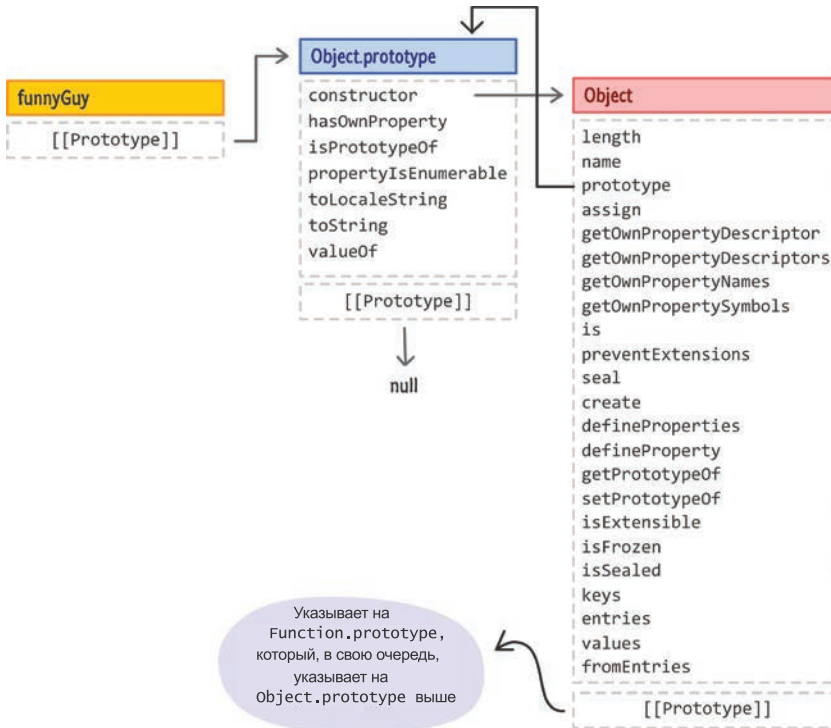 funnyGuy
[[Prototype]]
Object.prototype
constructor
hasOwnProperty
isPrototypeOf
propertyIsEnumerable
toLocaleString
toString
valueOf
[[Prototype]]
null
Object
length
name
prototype
assign
getOwnPropertyDescriptor
getOwnPropertyDescriptors
getOwnPropertyNames
getOwnPropertySymbols
is
preventExtensions
seal
create
defineProperties
defineProperty
getPrototypeOf
setPrototypeOf
isExtensible
isFrozen
isSealed
keys
entries
values
fromEntries
[[Prototype]]
Указывает на
Function.prototype,
который, в свою очередь,
указывает на
Object.prototype выше